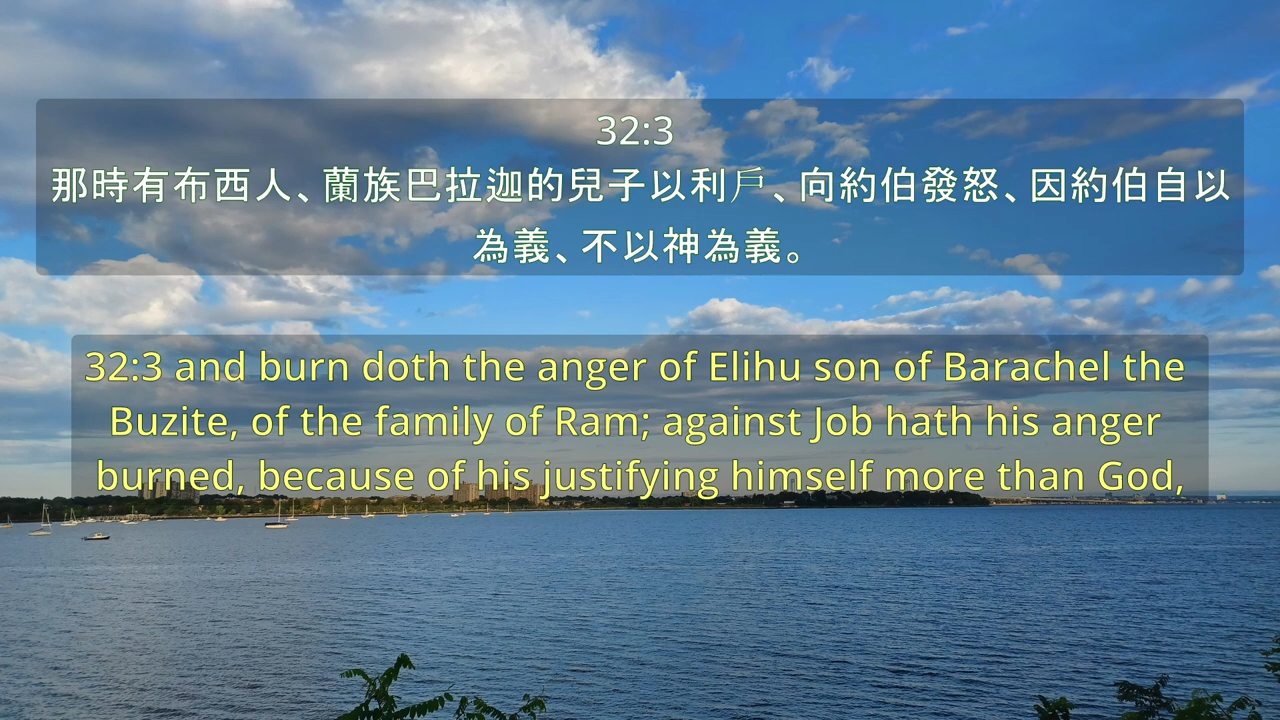 32:3
那時有布西人、蘭族巴拉迦的兒子以利戶、向約伯發怒、因約伯自以
為義、不以神為義。
32:3 and burn doth the anger of Elihu son of Barachel the
Buzite, of the family of Ram; against Job hath his anger
burned, because of his justifying himself more than God,